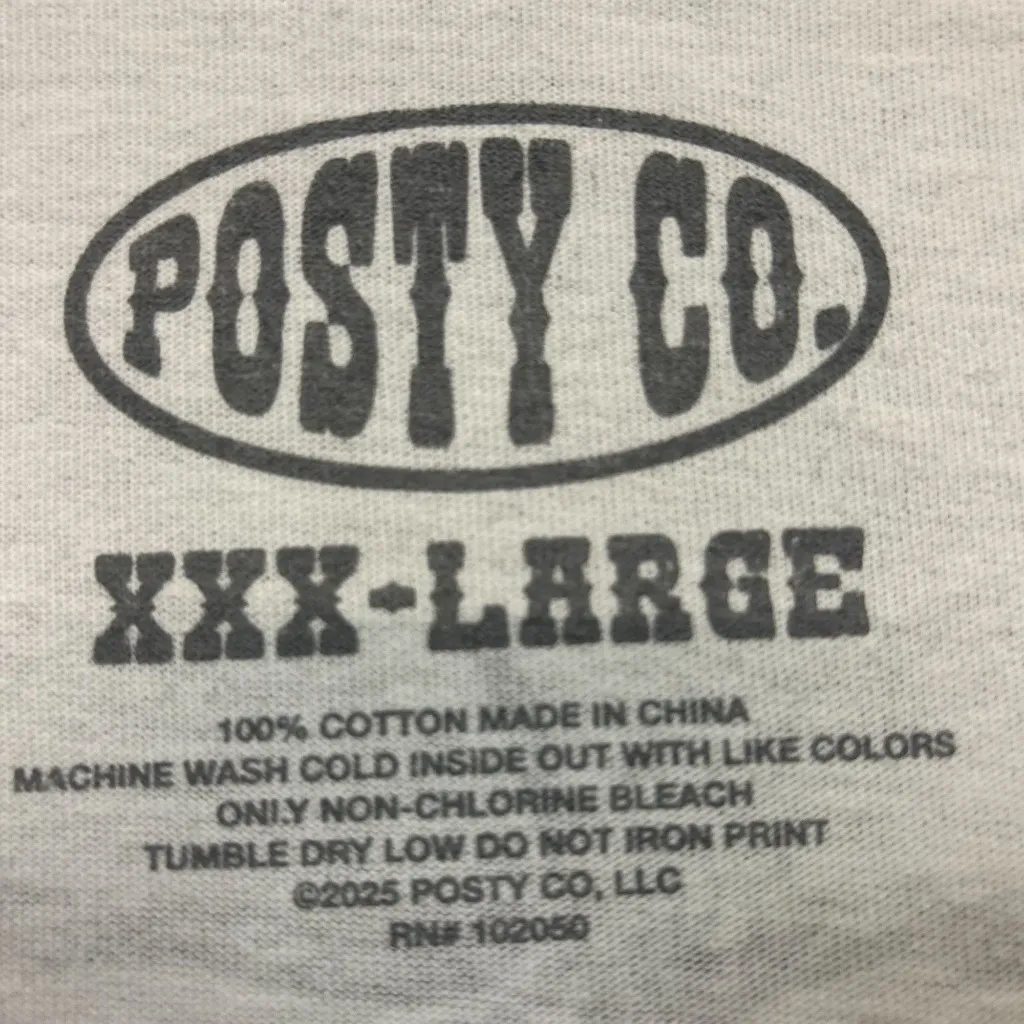 POSTY CO.
XXX-LARGE
100% COTTON MADE IN CHINA
MACHINE WASH COLD INSIDE OUT WITH LIKE COLORS
ONLY NON-CHLORINE BLEACH
TUMBLE DRY LOW DO NOT IRON PRINT
©2025 POSTY CO, LLC
RN# 102050